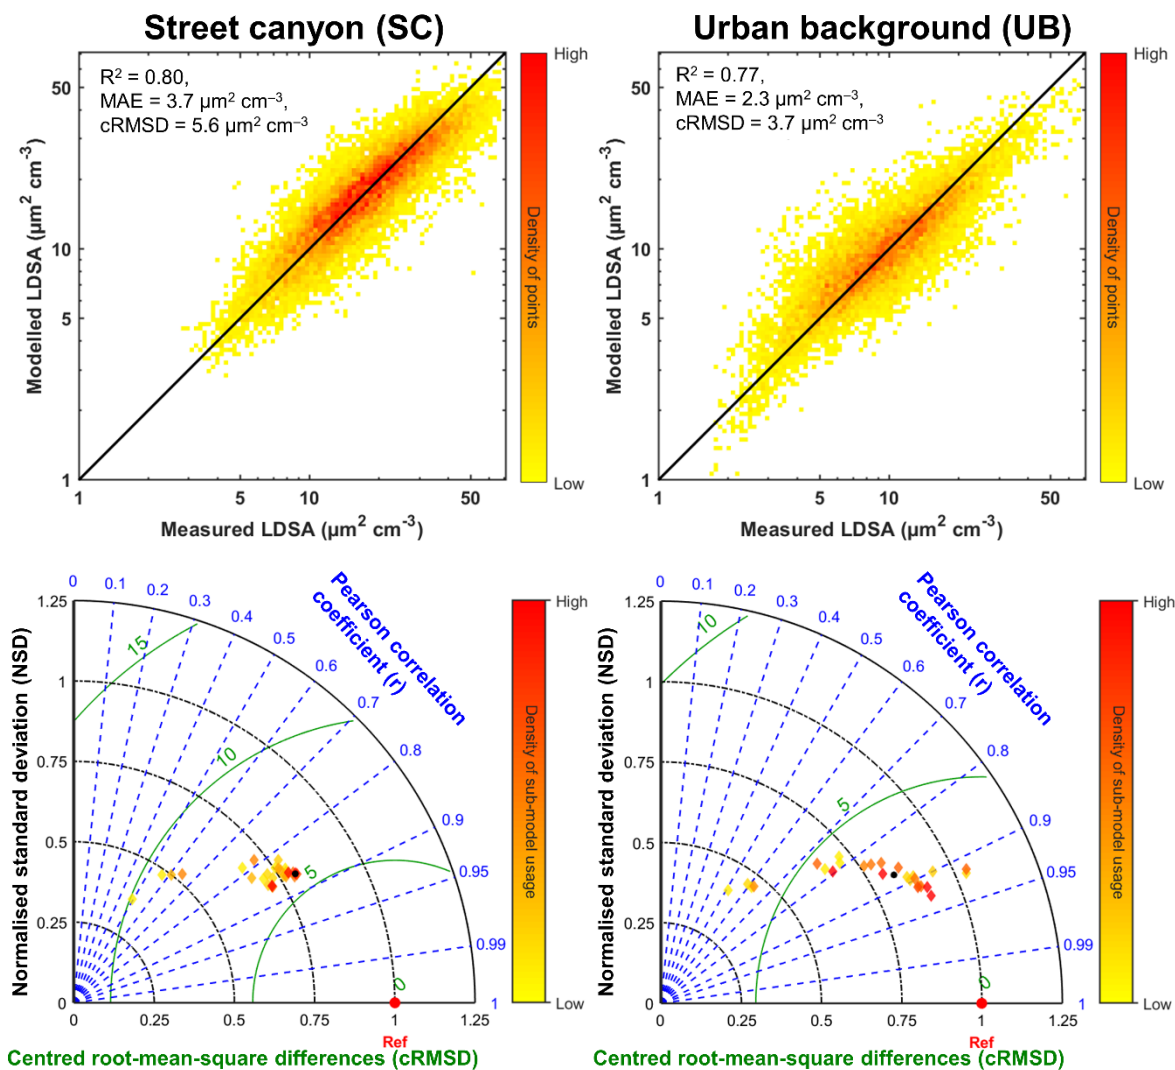 Street canyon (SC)
R² = 0.80,
MAE = 3.7 µm² cm⁻³,
cRMSD = 5.6 µm² cm⁻³
Modelled LDSA (µm² cm⁻³)
50
10
5
1
1
5
10
50
Measured LDSA (µm² cm⁻³)
High
Density of points
Low
Urban background (UB)
R² = 0.77,
MAE = 2.3 µm² cm⁻³,
cRMSD = 3.7 µm² cm⁻³
Modelled LDSA (µm² cm⁻³)
50
10
5
1
1
5
10
50
Measured LDSA (µm² cm⁻³)
High
Density of points
Low
Normalised standard deviation (NSD)
1.25
1
0.75
0.5
0.25
0
0
0.1
0.2
0.3
0.4
0.5
0.6
0.7
0.8
0.9
0.95
0.99
1
Pearson correlation
coefficient (r)
15
10
5
0
0
0.25
0.5
0.75
1
1.25
Ref
Centred root-mean-square differences (cRMSD)
High
Density of sub-model usage
Low
Normalised standard deviation (NSD)
1.25
1
0.75
0.5
0.25
0
0
0.1
0.2
0.3
0.4
0.5
0.6
0.7
0.8
0.9
0.95
0.99
1
Pearson correlation
coefficient (r)
10
5
0
0
0.25
0.5
0.75
1
1.25
Ref
Centred root-mean-square differences (cRMSD)
High
Density of sub-model usage
Low